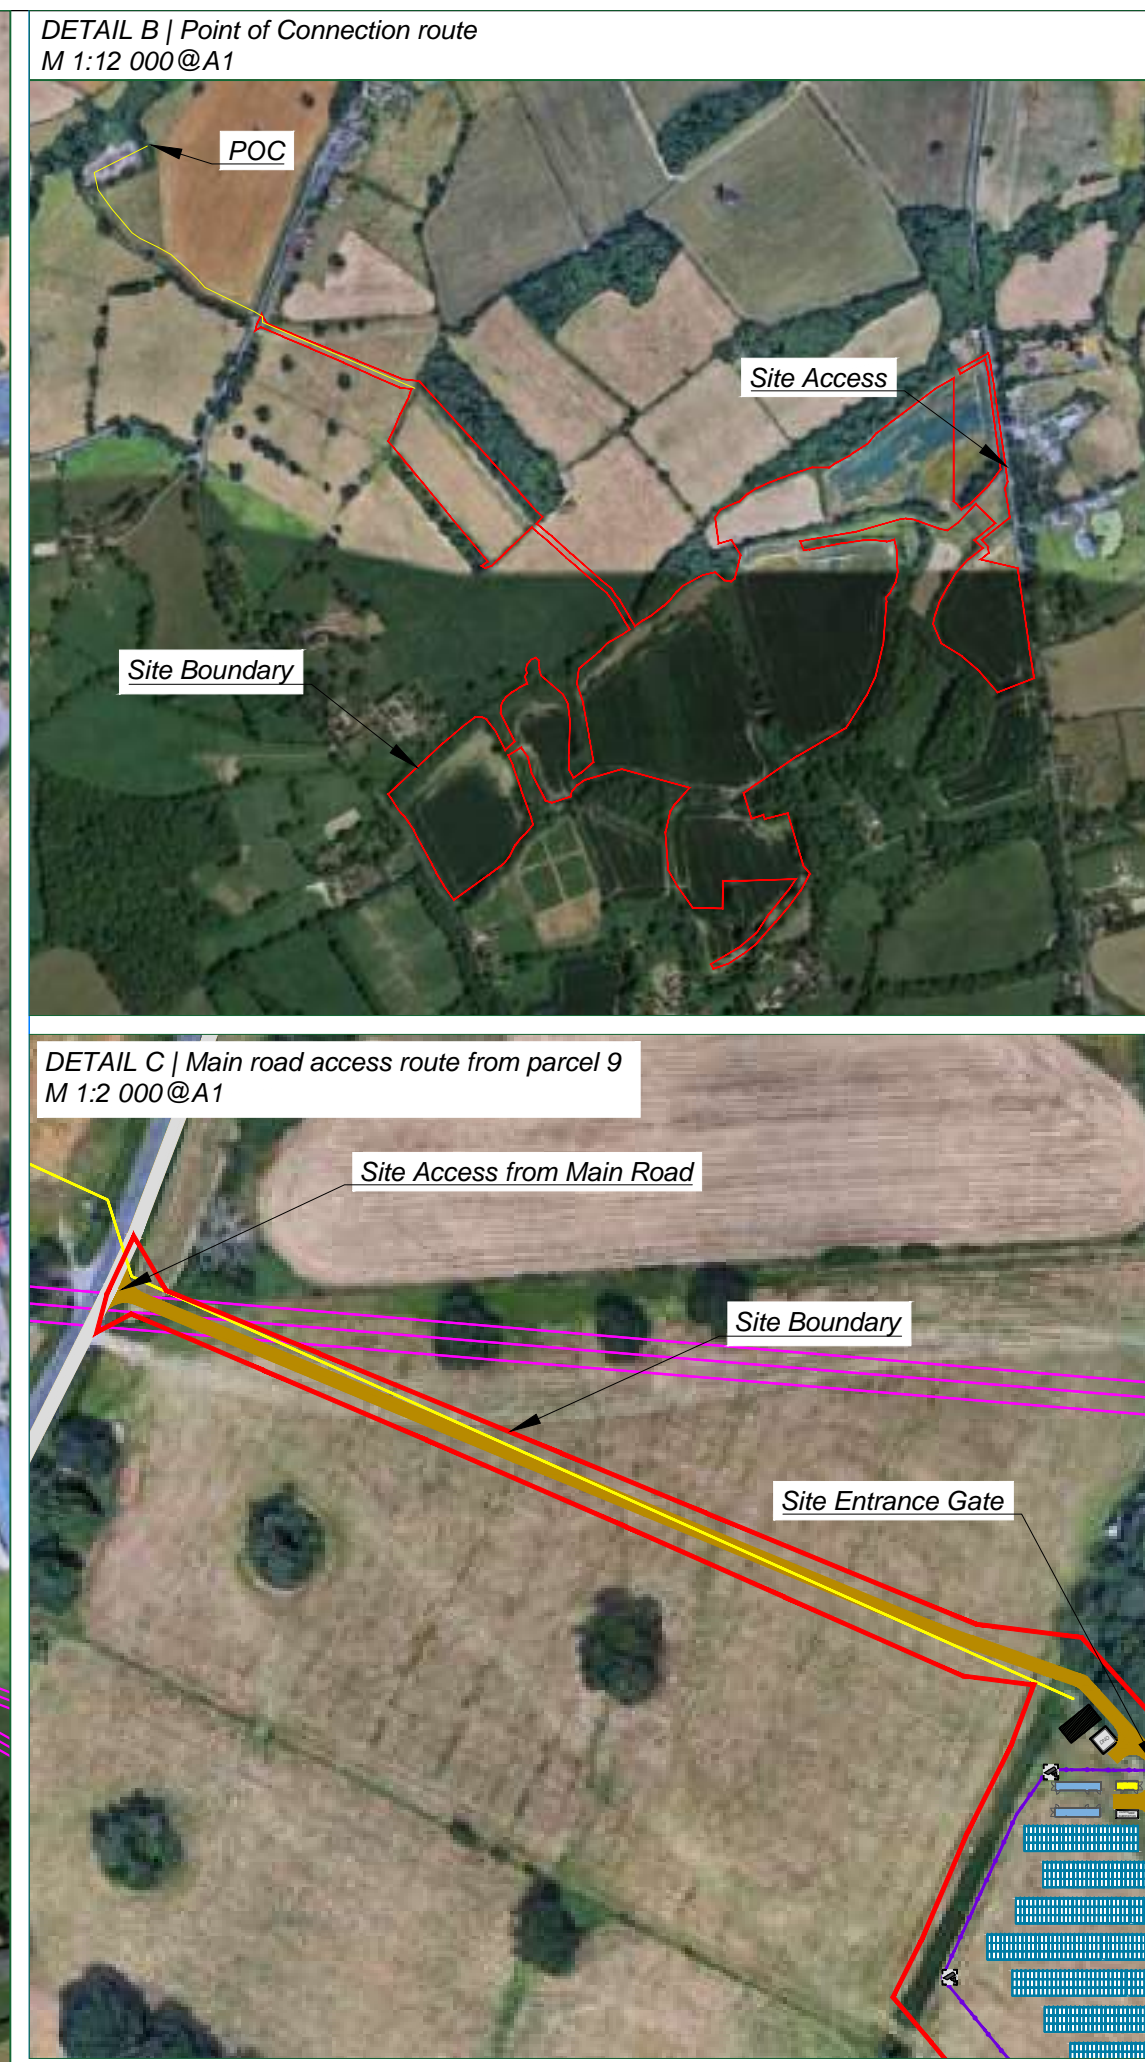 DETAIL B | Point of Connection route
M 1:12 000@A1
POC
Site Access
Site Boundary
DETAIL C | Main road access route from parcel 9
M 1:2 000@A1
Site Access from Main Road
Site Boundary
Site Entrance Gate